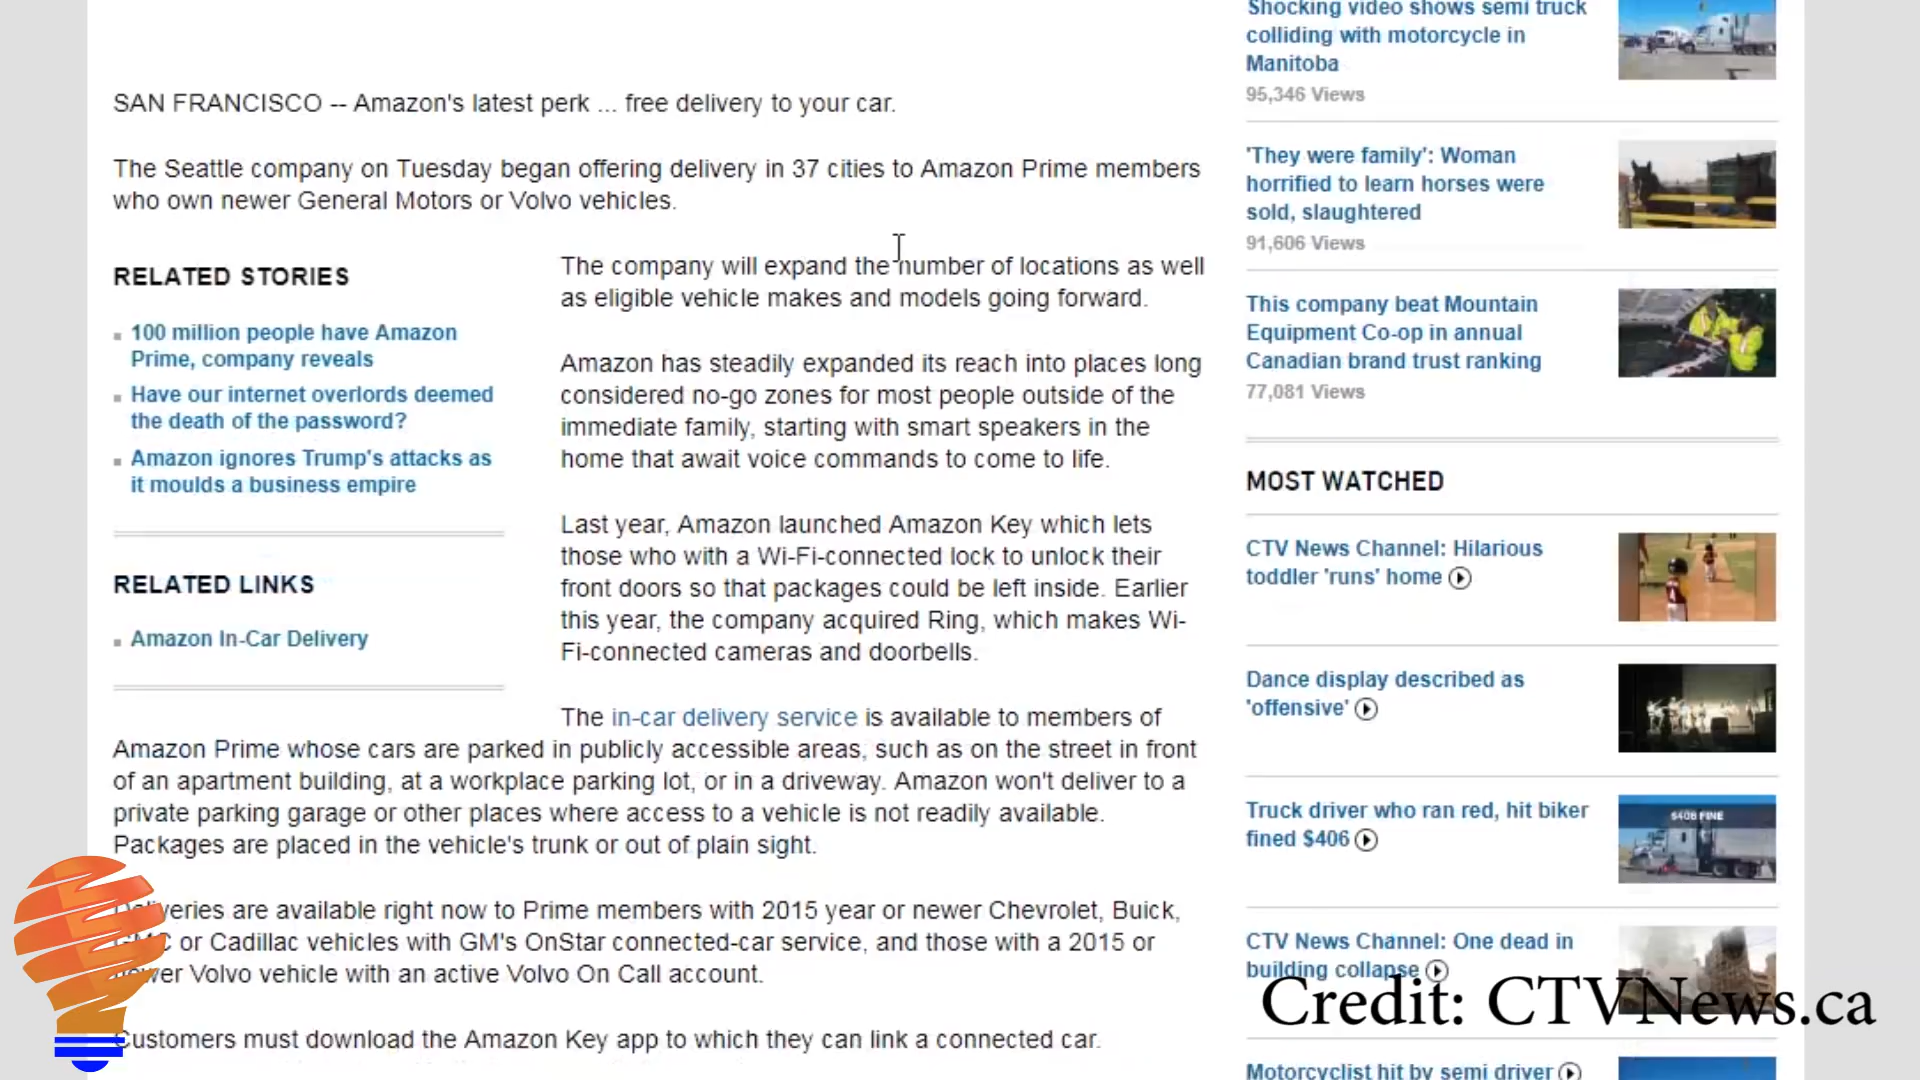 SAN FRANCISCO -- Amazon's latest perk ... free delivery to your car.
The Seattle company on Tuesday began offering delivery in 37 cities to Amazon Prime members
who own newer General Motors or Volvo vehicles.
RELATED STORIES
100 million people have Amazon
Prime, company reveals
Have our internet overlords deemed
the death of the password?
Amazon ignores Trump's attacks as
it moulds a business empire
RELATED LINKS
Amazon In-Car Delivery
The company will expand the number of locations as well
as eligible vehicle makes and models going forward.
Amazon has steadily expanded its reach into places long
considered no-go zones for most people outside of the
immediate family, starting with smart speakers in the
home that await voice commands to come to life.
Last year, Amazon launched Amazon Key which lets
those who with a Wi-Fi-connected lock to unlock their
front doors so that packages could be left inside. Earlier
this year, the company acquired Ring, which makes Wi-
Fi-connected cameras and doorbells.
The in-car delivery service is available to members of
Amazon Prime whose cars are parked in publicly accessible areas, such as on the street in front
of an apartment building, at a workplace parking lot, or in a driveway. Amazon won't deliver to a
private parking garage or other places where access to a vehicle is not readily available.
Packages are placed in the vehicle's trunk or out of plain sight.
Deliveries are available right now to Prime members with 2015 year or newer Chevrolet, Buick,
GMC or Cadillac vehicles with GM's OnStar connected-car service, and those with a 2015 or
newer Volvo vehicle with an active Volvo On Call account.
Customers must download the Amazon Key app to which they can link a connected car.
Shocking video shows semi truck
colliding with motorcycle in
Manitoba
95,346 Views
'They were family': Woman
horrified to learn horses were
sold, slaughtered
91,606 Views
This company beat Mountain
Equipment Co-op in annual
Canadian brand trust ranking
77,081 Views
MOST WATCHED
CTV News Channel: Hilarious
toddler 'runs' home
Dance display described as
'offensive'
Truck driver who ran red, hit biker
fined $406
$406 FINE
CTV News Channel: One dead in
building collapse
Motorcyclist hit by semi driver
Credit: CTVNews.ca